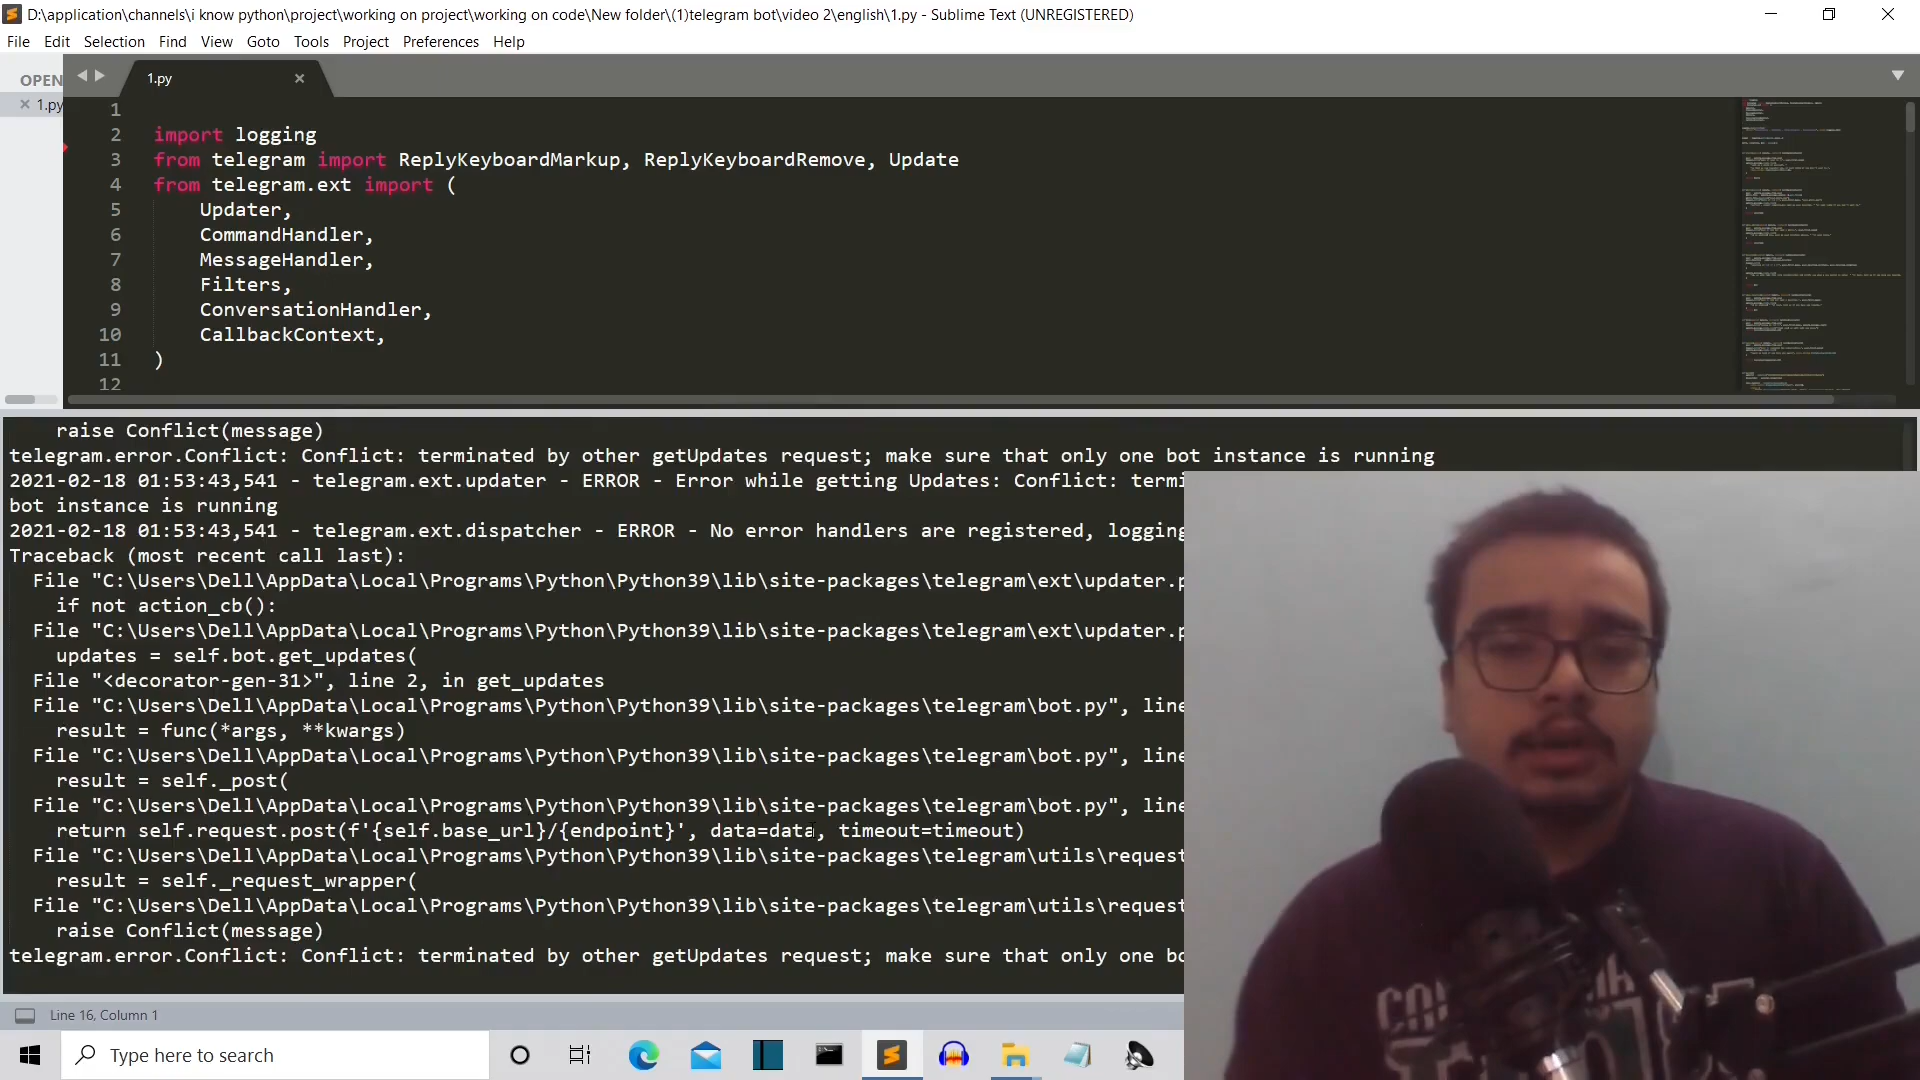 D:\application\channels\i know python\project\working on project\working on code\New folder\(1)telegram bot\video 2\english\1.py - Sublime Text (UNREGISTERED)
File Edit Selection Find View Goto Tools Project Preferences Help
OPEN
1.py
1.py
1
2 import logging
3 from telegram import ReplyKeyboardMarkup, ReplyKeyboardRemove, Update
4 from telegram.ext import (
5 Updater,
6 CommandHandler,
7 MessageHandler,
8 Filters,
9 ConversationHandler,
10 CallbackContext,
11 )
12
raise Conflict(message)
telegram.error.Conflict: Conflict: terminated by other getUpdates request; make sure that only one bot instance is running
2021-02-18 01:53:43,541 - telegram.ext.updater - ERROR - Error while getting Updates: Conflict: termi
bot instance is running
2021-02-18 01:53:43,541 - telegram.ext.dispatcher - ERROR - No error handlers are registered, logging
Traceback (most recent call last):
File "C:\Users\Dell\AppData\Local\Programs\Python\Python39\lib\site-packages\telegram\ext\updater.p
if not action_cb():
File "C:\Users\Dell\AppData\Local\Programs\Python\Python39\lib\site-packages\telegram\ext\updater.p
updates = self.bot.get_updates(
File "<decorator-gen-31>", line 2, in get_updates
File "C:\Users\Dell\AppData\Local\Programs\Python\Python39\lib\site-packages\telegram\bot.py", line
result = func(*args, **kwargs)
File "C:\Users\Dell\AppData\Local\Programs\Python\Python39\lib\site-packages\telegram\bot.py", line
result = self._post(
File "C:\Users\Dell\AppData\Local\Programs\Python\Python39\lib\site-packages\telegram\bot.py", line
return self.request.post(f'{self.base_url}/{endpoint}', data=data, timeout=timeout)
File "C:\Users\Dell\AppData\Local\Programs\Python\Python39\lib\site-packages\telegram\utils\request
result = self._request_wrapper(
File "C:\Users\Dell\AppData\Local\Programs\Python\Python39\lib\site-packages\telegram\utils\request
raise Conflict(message)
telegram.error.Conflict: Conflict: terminated by other getUpdates request; make sure that only one bo
Line 16, Column 1
Type here to search